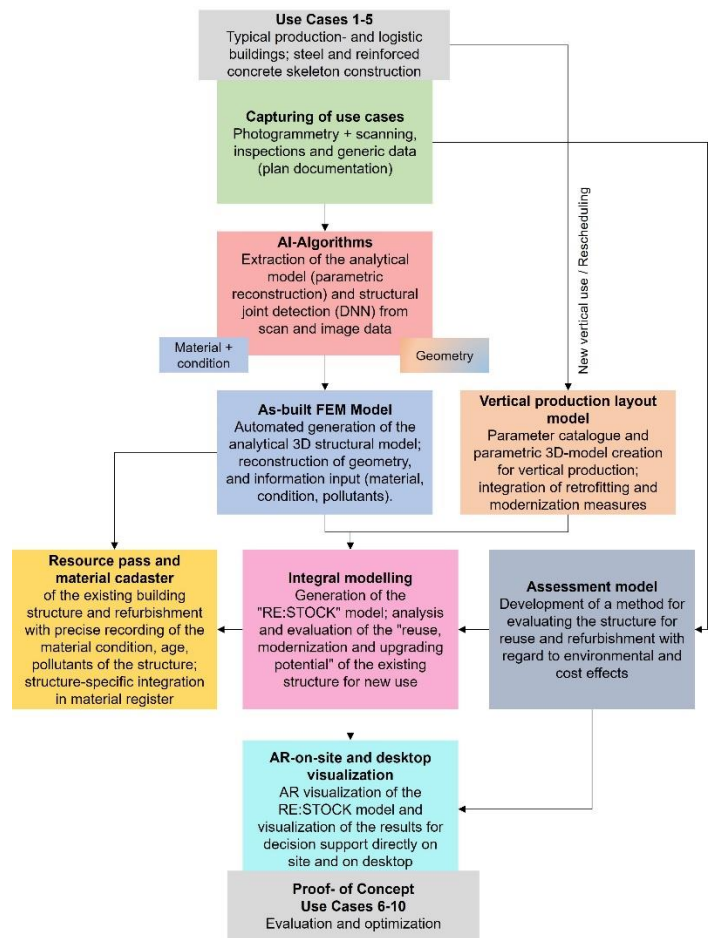 Use Cases 1-5
Typical production- and logistic
buildings; steel and reinforced
concrete skeleton construction
Capturing of use cases
Photogrammetry + scanning,
inspections and generic data
(plan documentation)
AI-Algorithms
Extraction of the analytical
model (parametric
reconstruction) and structural
joint detection (DNN) from
scan and image data
New vertical use / Rescheduling
Material +
condition
Geometry
As-built FEM Model
Automated generation of the
analytical 3D structural model;
reconstruction of geometry,
and information input (material,
condition, pollutants).
Vertical production layout
model
Parameter catalogue and
parametric 3D-model creation
for vertical production;
integration of retrofitting and
modernization measures
Resource pass and
material cadaster
of the existing building
structure and refurbishment
with precise recording of the
material condition, age,
pollutants of the structure;
structure-specific integration
in material register
Integral modelling
Generation of the
"RE:STOCK" model; analysis
and evaluation of the "reuse,
modernization and upgrading
potential" of the existing
structure for new use
Assessment model
Development of a method for
evaluating the structure for
reuse and refurbishment with
regard to environmental and
cost effects
AR-on-site and desktop
visualization
AR visualization of the
RE:STOCK model and
visualization of the results for
decision support directly on
site and on desktop
Proof- of Concept
Use Cases 6-10
Evaluation and optimization